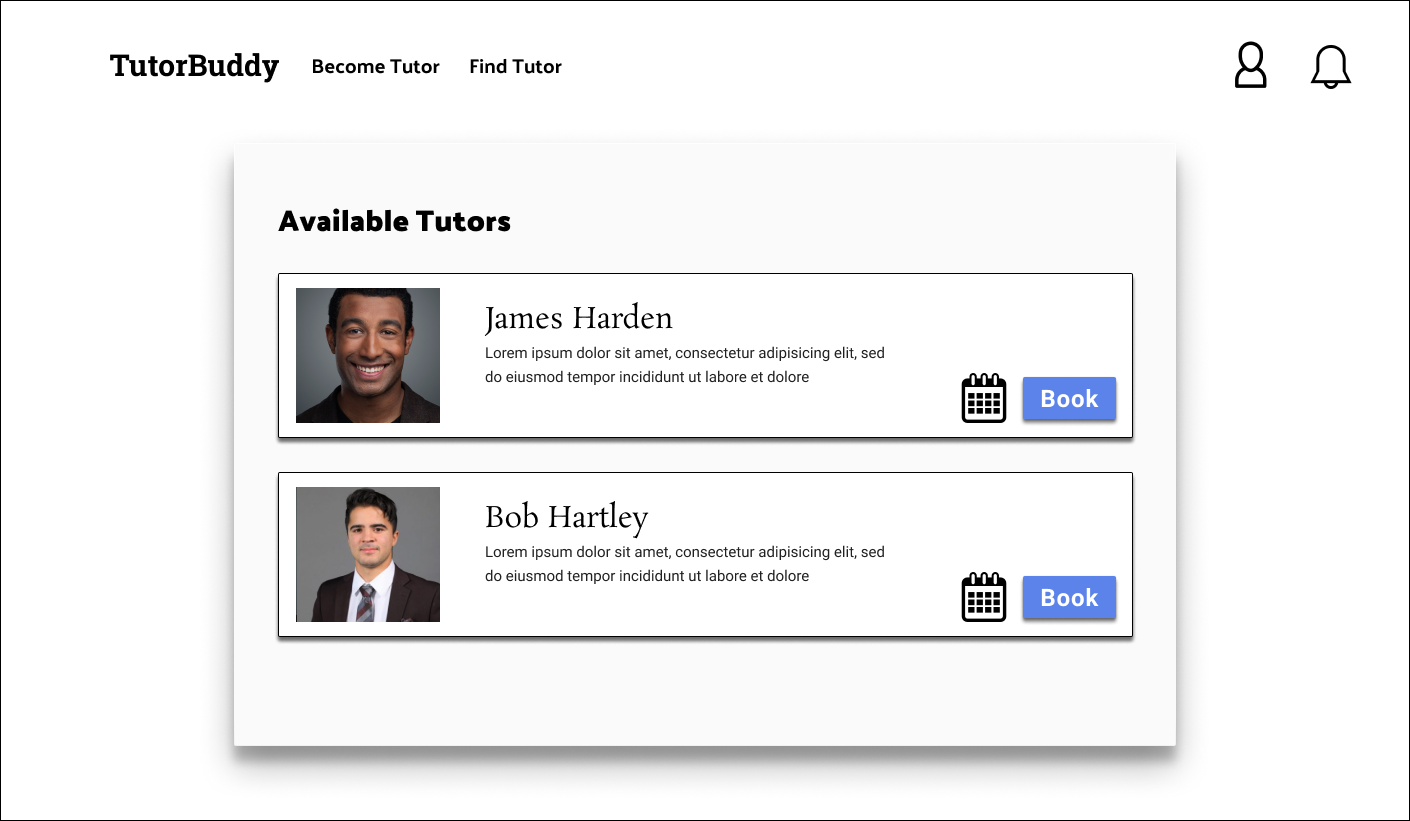 TutorBuddy Become Tutor Find Tutor
Available Tutors
James Harden
Lorem ipsum dolor sit amet, consectetur adipisicing elit, sed
do eiusmod tempor incididunt ut labore et dolore
Book
Bob Hartley
Lorem ipsum dolor sit amet, consectetur adipisicing elit, sed
do eiusmod tempor incididunt ut labore et dolore
Book